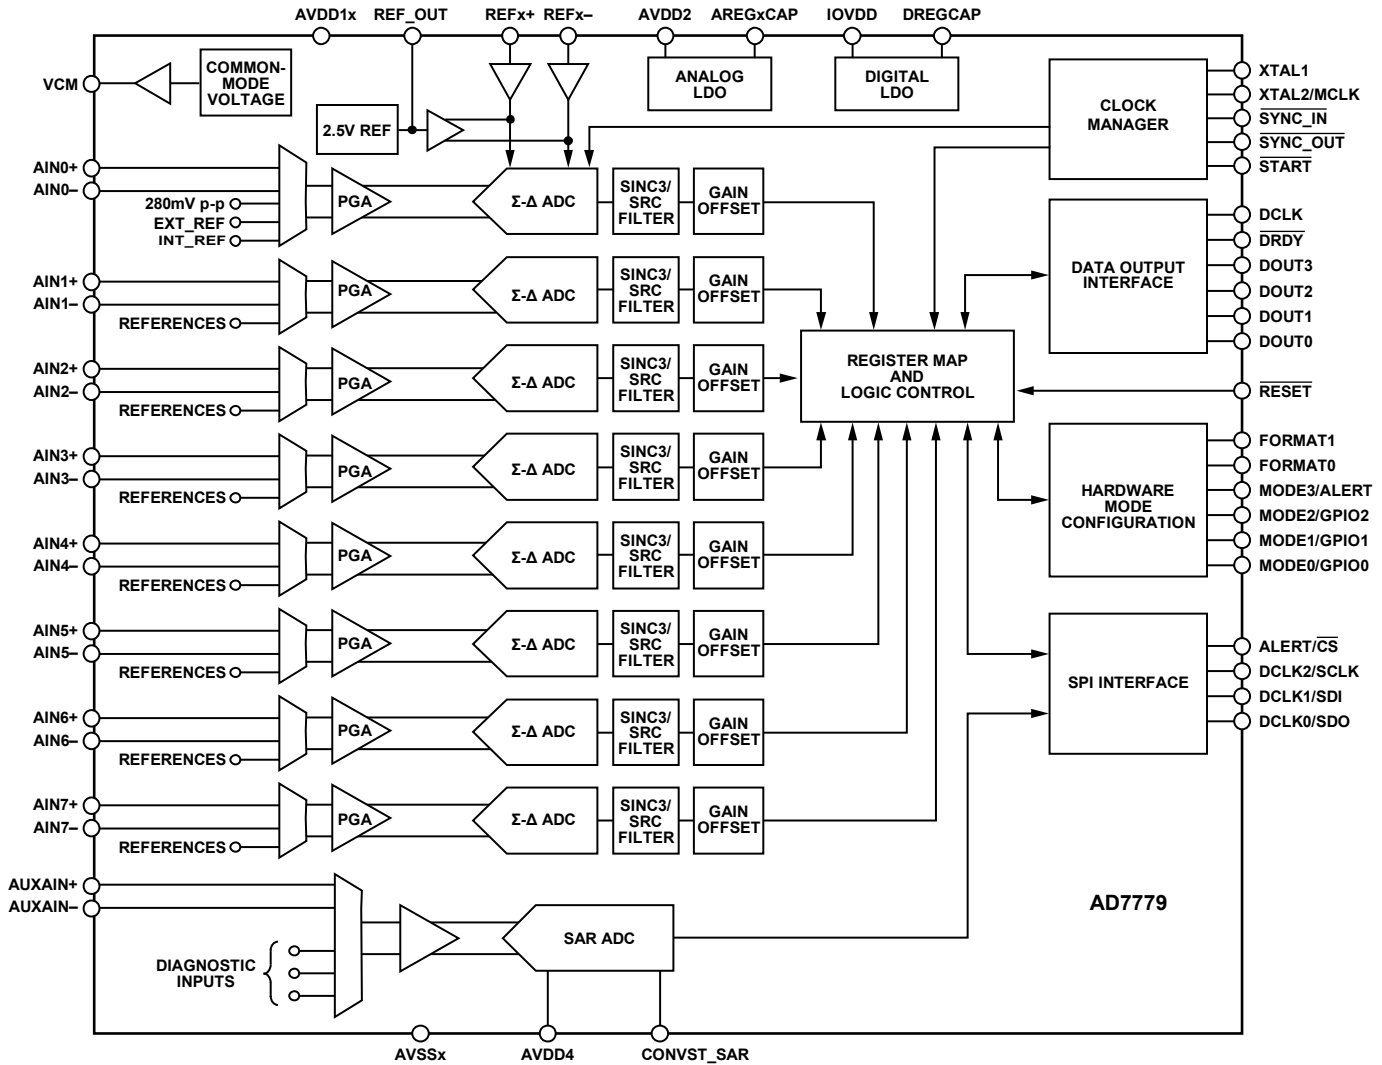 AVDD1x REF_OUT REFx+ REFx– AVDD2 AREGxCAP IOVDD DREGCAP
VCM
COMMON-
MODE
VOLTAGE
2.5V REF
ANALOG
LDO
DIGITAL
LDO
CLOCK
MANAGER
XTAL1
XTAL2/MCLK
SYNC_IN
SYNC_OUT
START
AIN0+
AIN0–
280mV p-p
EXT_REF
INT_REF
PGA
Σ-Δ ADC
SINC3/
SRC
FILTER
GAIN
OFFSET
DATA OUTPUT
INTERFACE
DCLK
DRDY
DOUT3
DOUT2
DOUT1
DOUT0
AIN1+
AIN1–
REFERENCES
PGA
Σ-Δ ADC
SINC3/
SRC
FILTER
GAIN
OFFSET
AIN2+
AIN2–
REFERENCES
PGA
Σ-Δ ADC
SINC3/
SRC
FILTER
GAIN
OFFSET
REGISTER MAP
AND
LOGIC CONTROL
RESET
AIN3+
AIN3–
REFERENCES
PGA
Σ-Δ ADC
SINC3/
SRC
FILTER
GAIN
OFFSET
HARDWARE
MODE
CONFIGURATION
FORMAT1
FORMAT0
MODE3/ALERT
MODE2/GPIO2
MODE1/GPIO1
MODE0/GPIO0
AIN4+
AIN4–
REFERENCES
PGA
Σ-Δ ADC
SINC3/
SRC
FILTER
GAIN
OFFSET
AIN5+
AIN5–
REFERENCES
PGA
Σ-Δ ADC
SINC3/
SRC
FILTER
GAIN
OFFSET
SPI INTERFACE
ALERT/CS
DCLK2/SCLK
DCLK1/SDI
DCLK0/SDO
AIN6+
AIN6–
REFERENCES
PGA
Σ-Δ ADC
SINC3/
SRC
FILTER
GAIN
OFFSET
AIN7+
AIN7–
REFERENCES
PGA
Σ-Δ ADC
SINC3/
SRC
FILTER
GAIN
OFFSET
AUXAIN+
AUXAIN–
DIAGNOSTIC
INPUTS
SAR ADC
AD7779
AVSSx AVDD4 CONVST_SAR